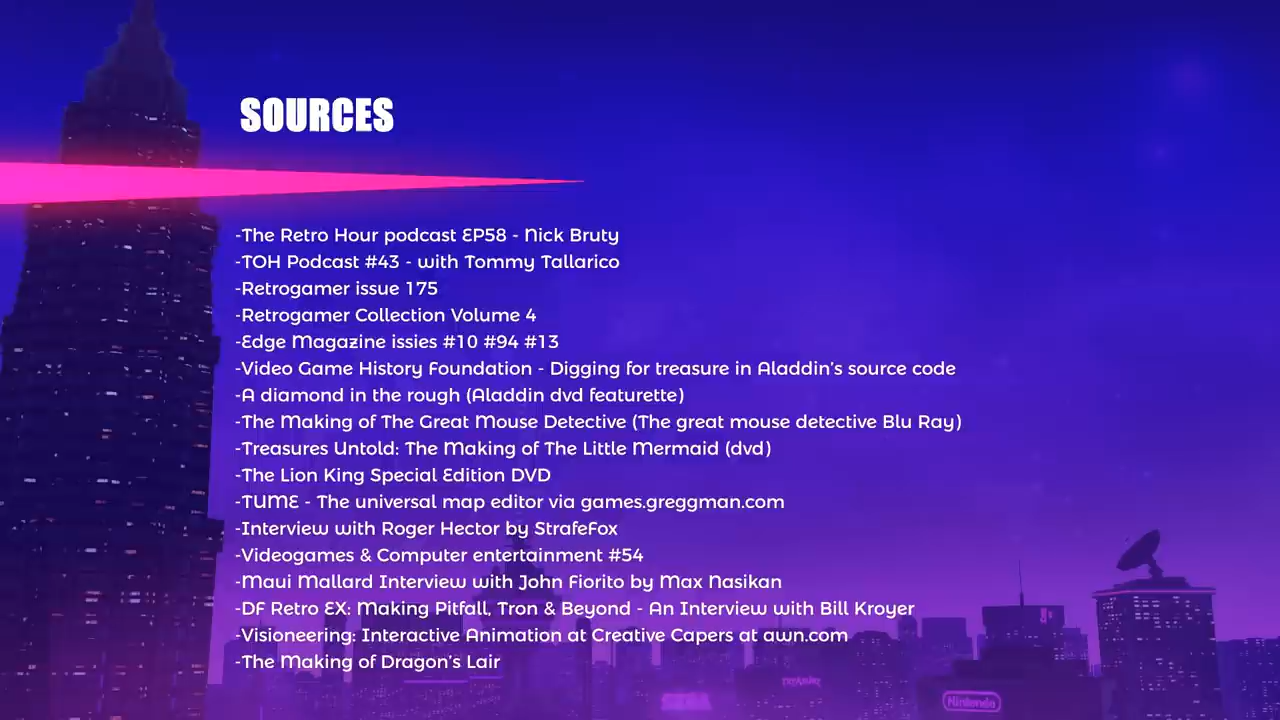 SOURCES
-The Retro Hour podcast EP58 - Nick Bruty
-TOH Podcast #43 - with Tommy Tallarico
-Retrogamer issue 175
-Retrogamer Collection Volume 4
-Edge Magazine issies #10 #94 #13
-Video Game History Foundation - Digging for treasure in Aladdin's source code
-A diamond in the rough (Aladdin dvd featurette)
-The Making of The Great Mouse Detective (The great mouse detective Blu Ray)
-Treasures Untold: The Making of The Little Mermaid (dvd)
-The Lion King Special Edition DVD
-TUME - The universal map editor via games.greggman.com
-Interview with Roger Hector by StrafeFox
-Videogames & Computer entertainment #54
-Maui Mallard Interview with John Fiorito by Max Nasikan
-DF Retro EX: Making Pitfall, Tron & Beyond - An Interview with Bill Kroyer
-Visioneering: Interactive Animation at Creative Capers at awn.com
-The Making of Dragon's Lair
TREASURE
SEGA
Nintendo